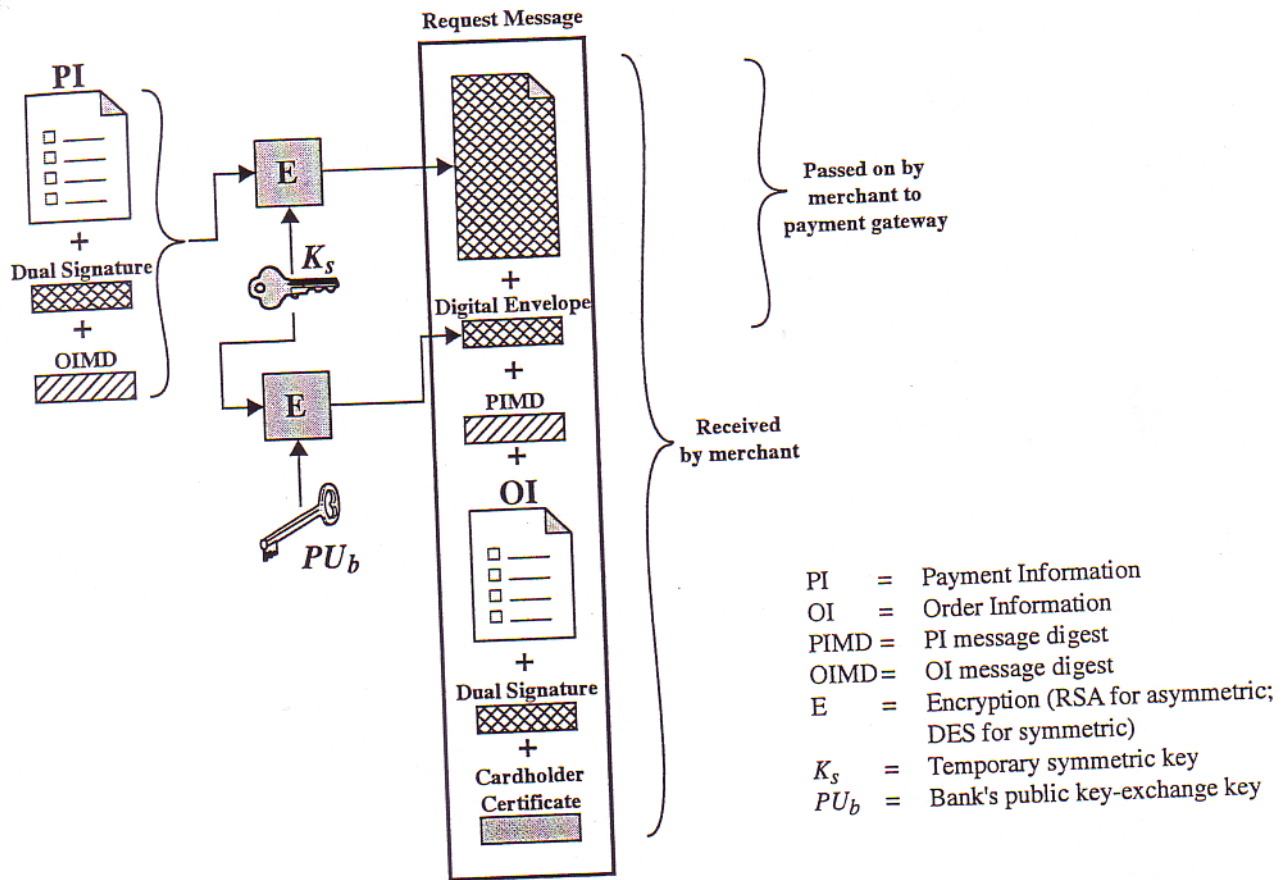 Request Message
PI
+
Dual Signature
+
OIMD
E
K_s
E
PU_b
+
Digital Envelope
+
PIMD
+
OI
+
Dual Signature
+
Cardholder
Certificate
Passed on by
merchant to
payment gateway
Received
by merchant
PI = Payment Information
OI = Order Information
PIMD = PI message digest
OIMD = OI message digest
E = Encryption (RSA for asymmetric;
DES for symmetric)
K_s = Temporary symmetric key
PU_b = Bank's public key-exchange key